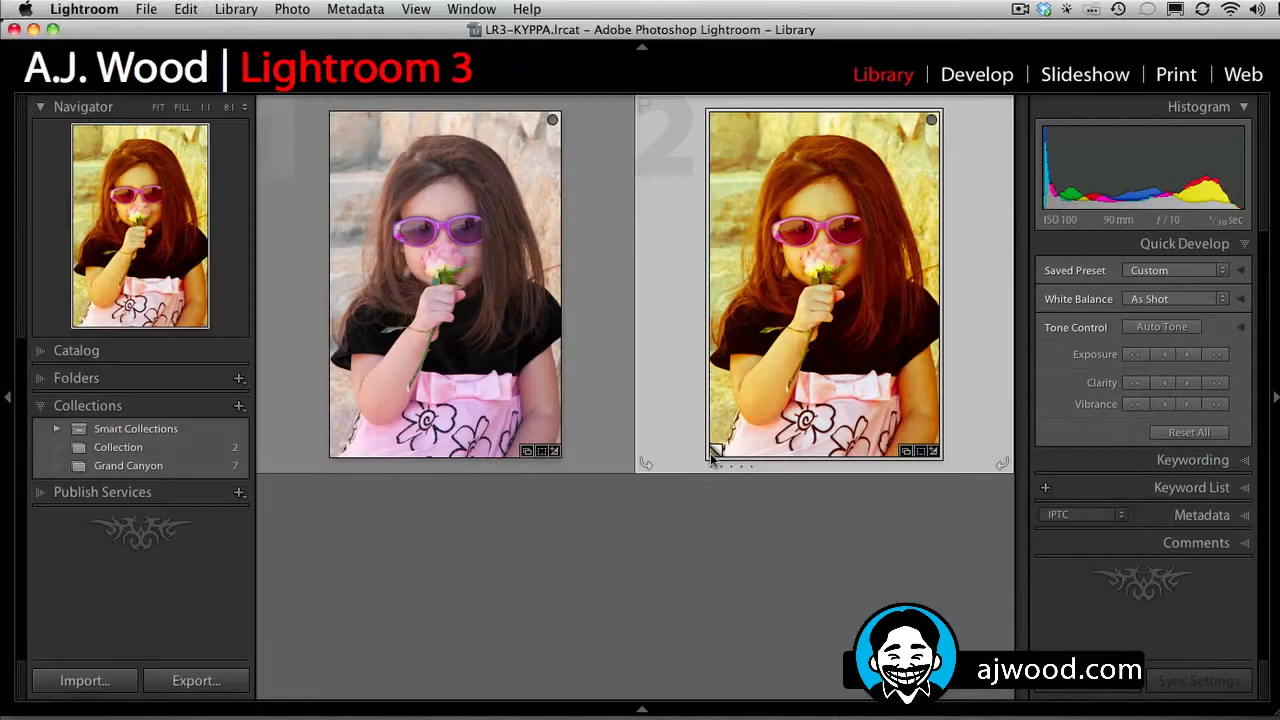 Lightroom File Edit Library Photo Metadata View Window Help
LR3-KYPPA.lrcat - Adobe Photoshop Lightroom - Library
A.J. Wood | Lightroom 3
Library | Develop | Slideshow | Print | Web
Navigator FIT FILL 1:1 8:1
Catalog
Folders
Collections
Smart Collections
Collection 2
Grand Canyon 7
Publish Services
Import... Export...
1
2
Histogram
ISO 100 90 mm ƒ / 10 1/30 sec
Quick Develop
Saved Preset Custom
White Balance As Shot
Tone Control Auto Tone
Exposure
Clarity
Vibrance
Reset All
Keywording
Keyword List
IPTC Metadata
Comments
Sync Settings
ajwood.com